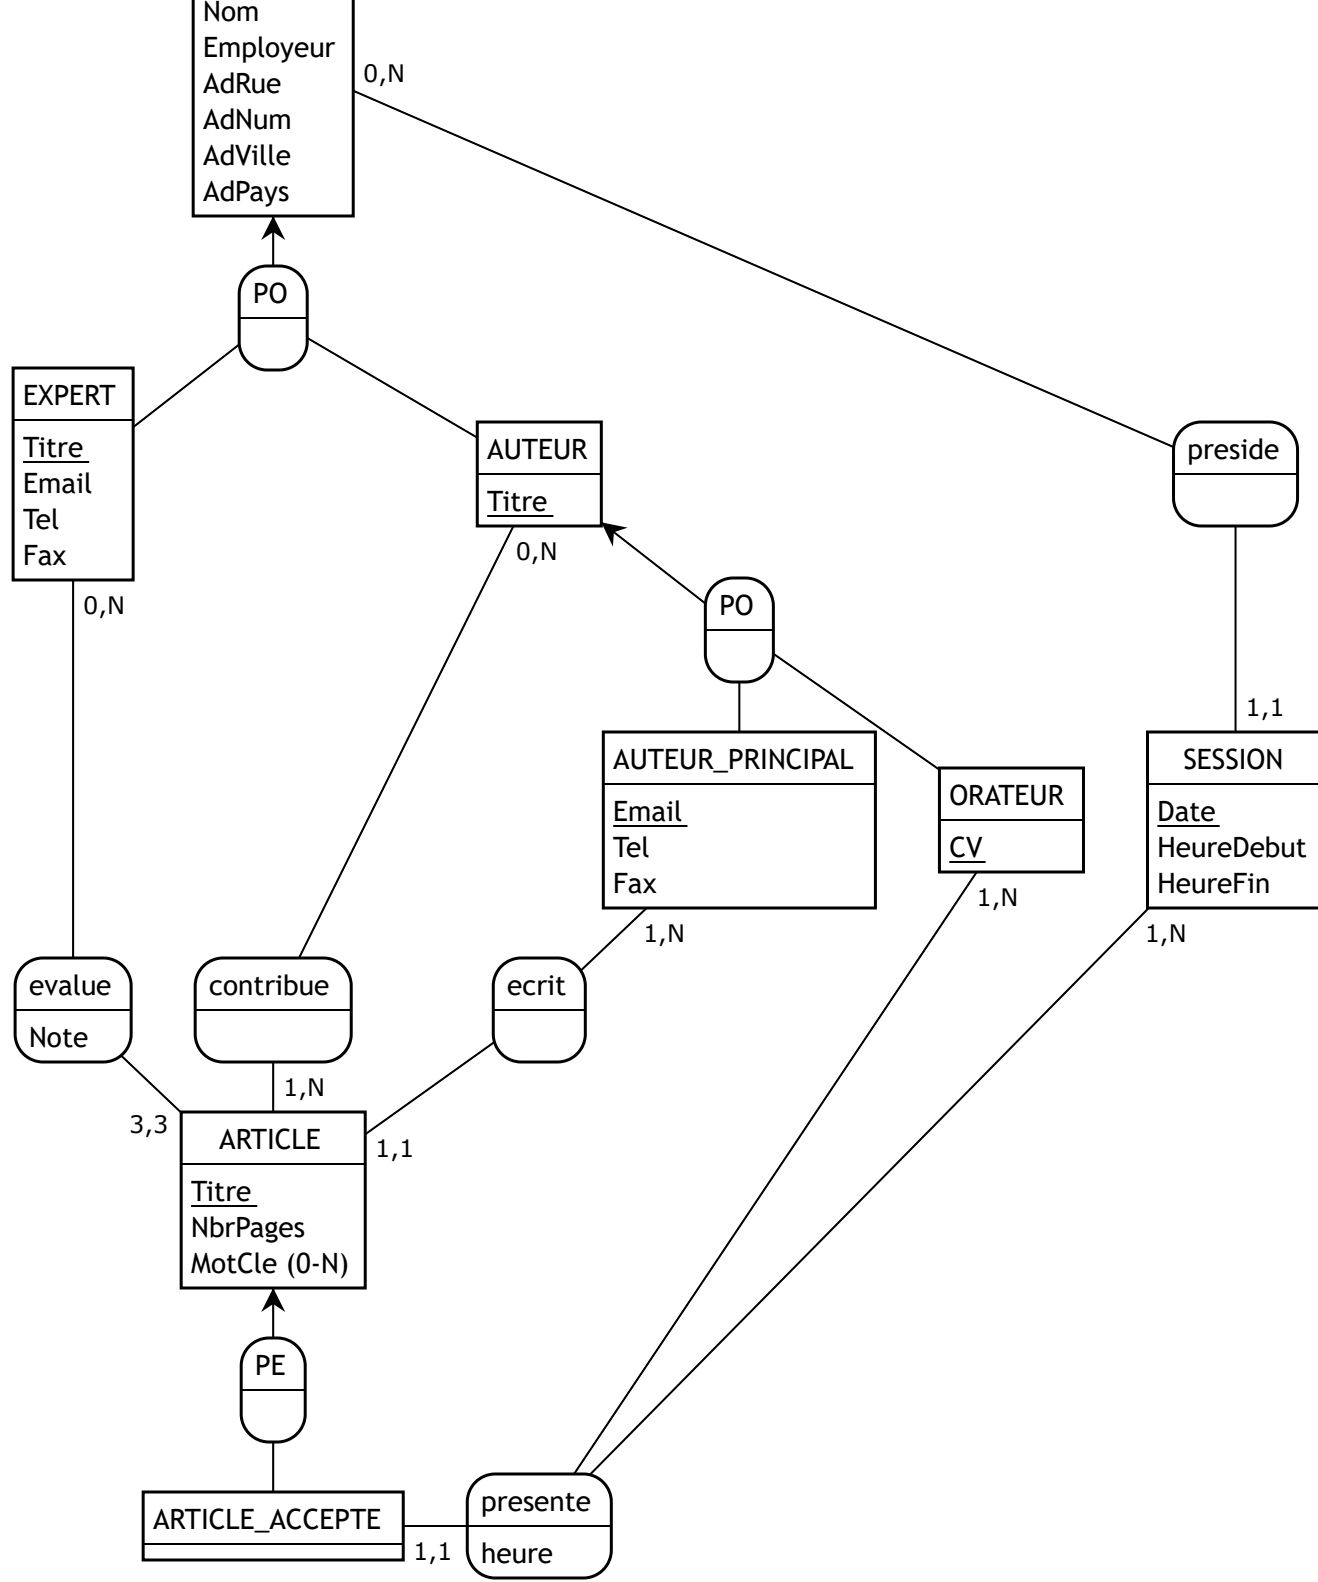 Nom
Employeur
AdRue
AdNum
AdVille
AdPays
0,N
PO
EXPERT
Titre
Email
Tel
Fax
0,N
AUTEUR
Titre
0,N
preside
PO
1,1
AUTEUR_PRINCIPAL
Email
Tel
Fax
1,N
ORATEUR
CV
1,N
SESSION
Date
HeureDebut
HeureFin
1,N
evalue
Note
contribue
ecrit
3,3
1,N
1,1
ARTICLE
Titre
NbrPages
MotCle (0-N)
PE
ARTICLE_ACCEPTE
1,1
presente
heure